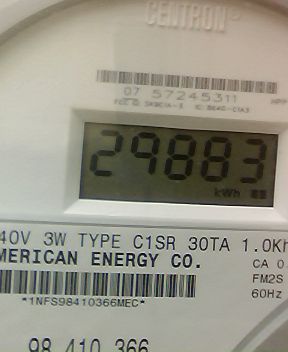 CENTRON
07 57245311
29883
kWh
40V 3W TYPE C1SR 30TA 1.0Kh
MERICAN ENERGY CO.
CA 0.
FM2S
*1NFS98410366MEC*
60Hz
98 410 366